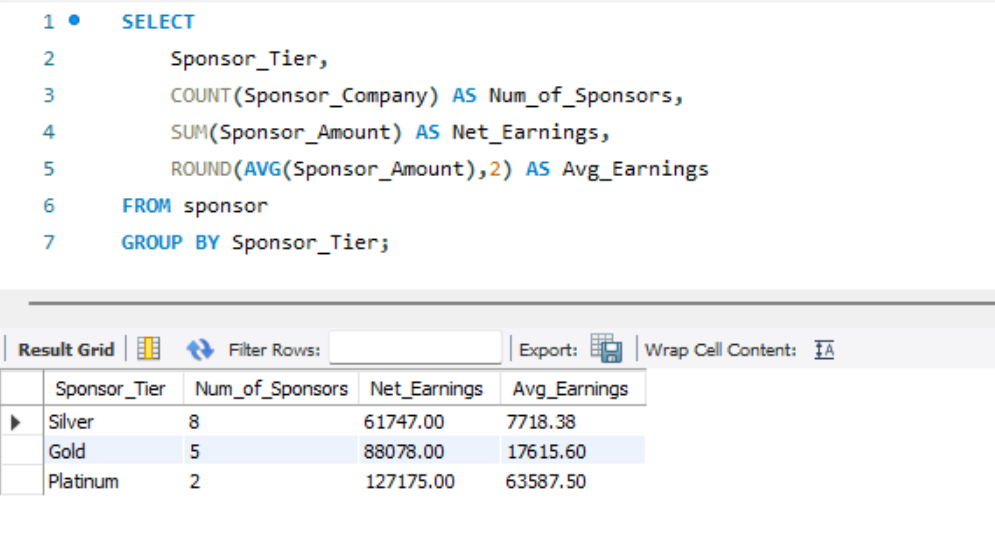 1 SELECT
2 Sponsor_Tier,
3 COUNT(Sponsor_Company) AS Num_of_Sponsors,
4 SUM(Sponsor_Amount) AS Net_Earnings,
5 ROUND(AVG(Sponsor_Amount),2) AS Avg_Earnings
6 FROM sponsor
7 GROUP BY Sponsor_Tier;
Result Grid Filter Rows: Export: Wrap Cell Content: IA
Sponsor_Tier Num_of_Sponsors Net_Earnings Avg_Earnings
Silver 8 61747.00 7718.38
Gold 5 88078.00 17615.60
Platinum 2 127175.00 63587.50